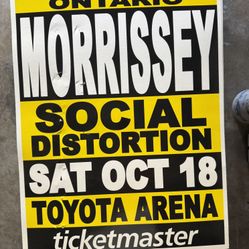 ONTARIO
MORRISSEY
SOCIAL
DISTORTION
SAT OCT 18
TOYOTA ARENA
ticketmaster